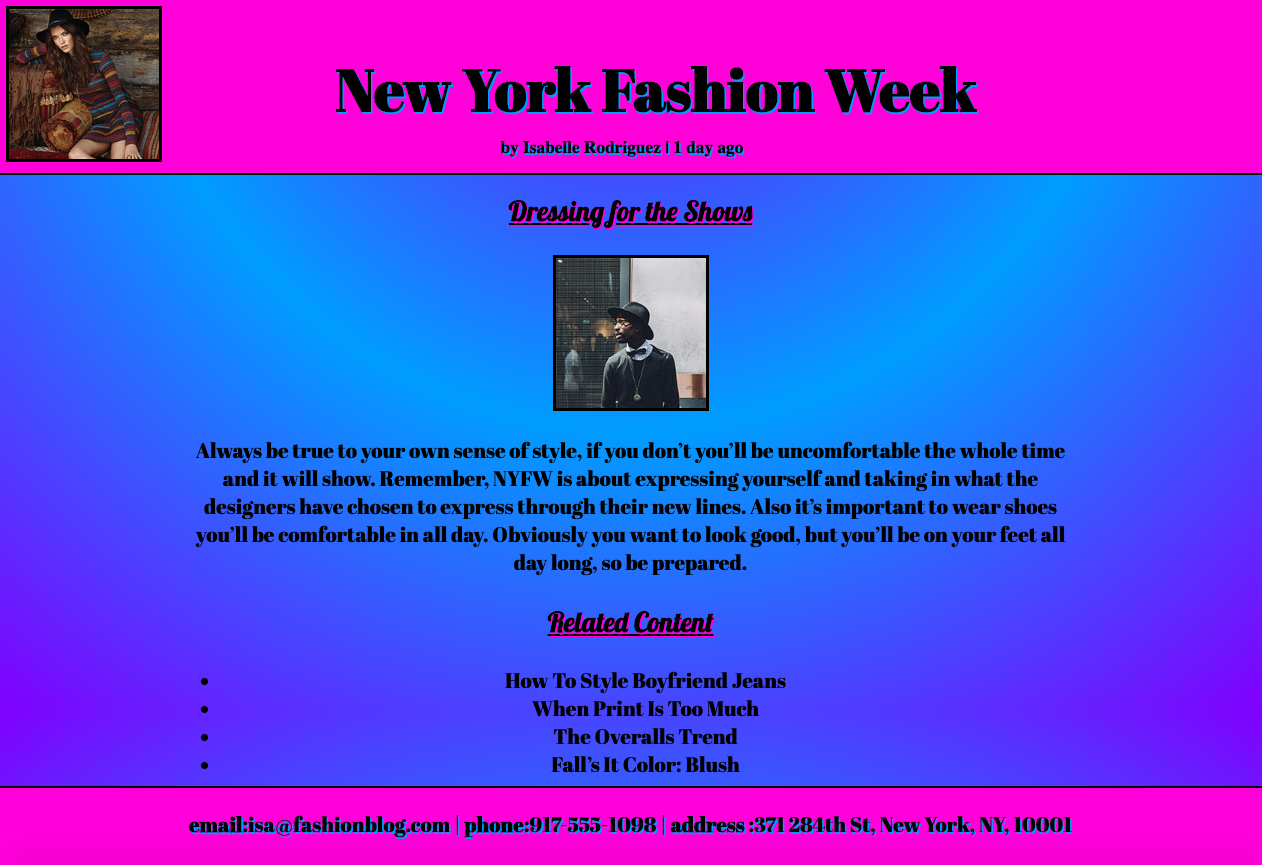 New York Fashion Week
by Isabelle Rodriguez | 1 day ago
Dressing for the Shows
Always be true to your own sense of style, if you don’t you’ll be uncomfortable the whole time
and it will show. Remember, NYFW is about expressing yourself and taking in what the
designers have chosen to express through their new lines. Also it’s important to wear shoes
you’ll be comfortable in all day. Obviously you want to look good, but you’ll be on your feet all
day long, so be prepared.
Related Content
• How To Style Boyfriend Jeans
• When Print Is Too Much
• The Overalls Trend
• Fall’s It Color: Blush
email:isa@fashionblog.com | phone:917-555-1098 | address :371 284th St, New York, NY, 10001